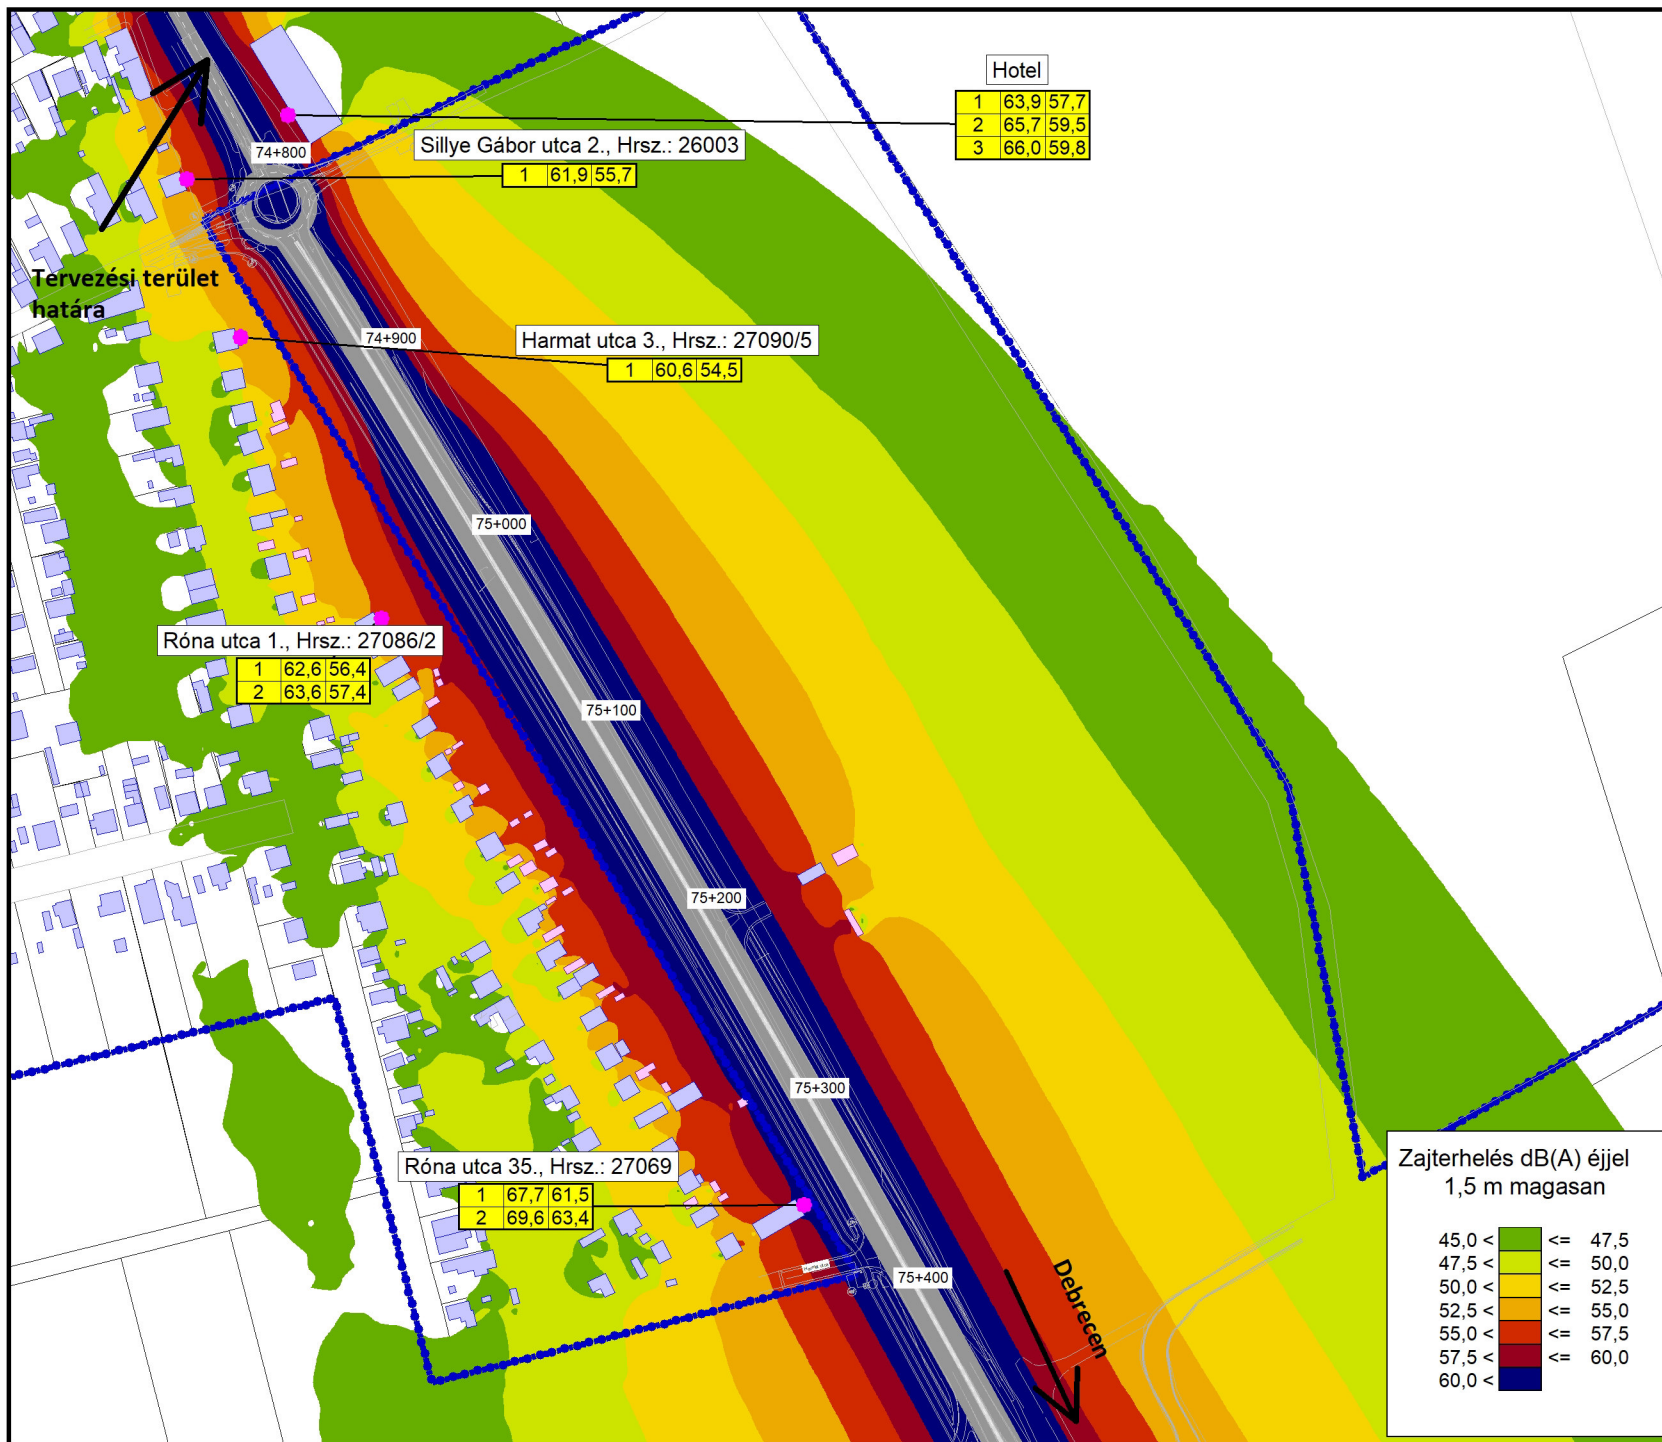 Hotel
1 63,9 57,7
2 65,7 59,5
3 66,0 59,8
74+800
Sillye Gábor utca 2., Hrsz.: 26003
1 61,9 55,7
Tervezési terület
határa
74+900
Harmat utca 3., Hrsz.: 27090/5
1 60,6 54,5
75+000
Róna utca 1., Hrsz.: 27086/2
1 62,6 56,4
2 63,6 57,4
75+100
75+200
75+300
Róna utca 35., Hrsz.: 27069
1 67,7 61,5
2 69,6 63,4
75+400
Debrecen
Zajterhelés dB(A) éjjel
1,5 m magasan
45,0 < <= 47,5
47,5 < <= 50,0
50,0 < <= 52,5
52,5 < <= 55,0
55,0 < <= 57,5
57,5 < <= 60,0
60,0 <